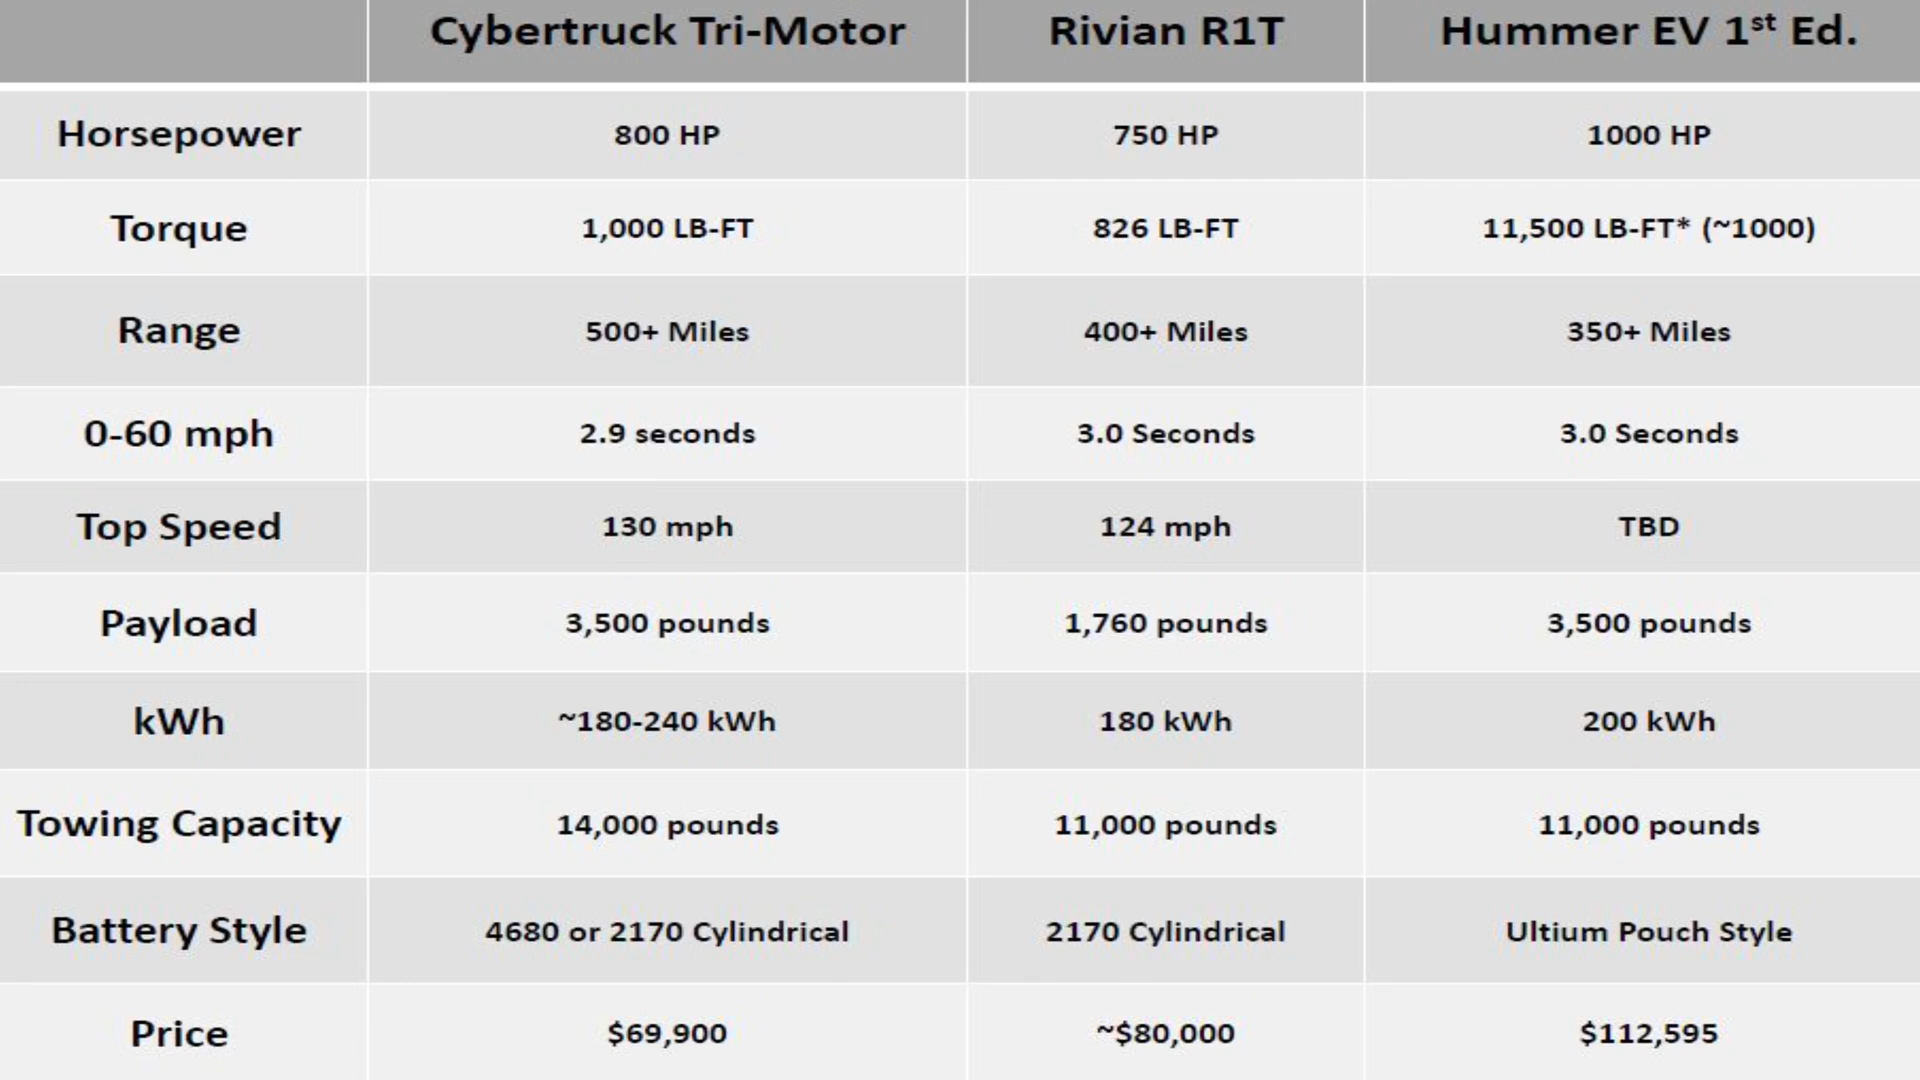 Cybertruck Tri-Motor Rivian R1T Hummer EV 1st Ed.
Horsepower 800 HP 750 HP 1000 HP
Torque 1,000 LB-FT 826 LB-FT 11,500 LB-FT* (~1000)
Range 500+ Miles 400+ Miles 350+ Miles
0-60 mph 2.9 seconds 3.0 Seconds 3.0 Seconds
Top Speed 130 mph 124 mph TBD
Payload 3,500 pounds 1,760 pounds 3,500 pounds
kWh ~180-240 kWh 180 kWh 200 kWh
Towing Capacity 14,000 pounds 11,000 pounds 11,000 pounds
Battery Style 4680 or 2170 Cylindrical 2170 Cylindrical Ultium Pouch Style
Price $69,900 ~$80,000 $112,595